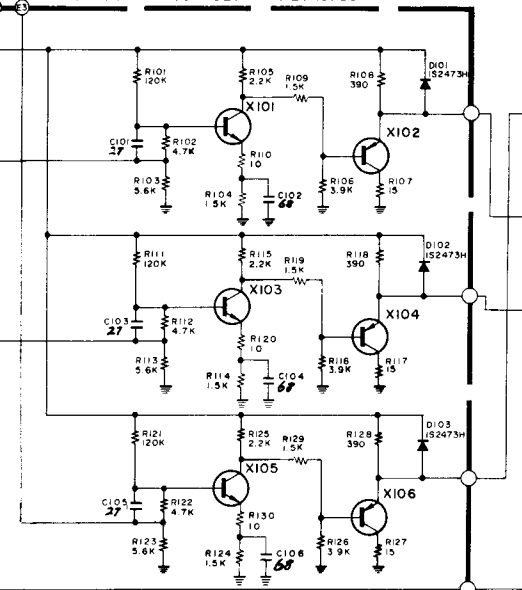 E3
R101
120K
R105
2.2K
R109
1.5K
R108
390
D101
1S2473H
X101
X102
C101
27
R102
4.7K
R110
10
R103
5.6K
R104
1.5K
C102
68
R106
3.9K
R107
15
R111
120K
R115
2.2K
R119
1.5K
R118
390
D102
1S2473H
X103
X104
C103
27
R112
4.7K
R120
10
R113
5.6K
R114
1.5K
C104
68
R116
3.9K
R117
15
R121
120K
R125
2.2K
R129
1.5K
R128
390
D103
1S2473H
X105
X106
C105
27
R122
4.7K
R130
10
R123
5.6K
R124
1.5K
C106
68
R126
3.9K
R127
15